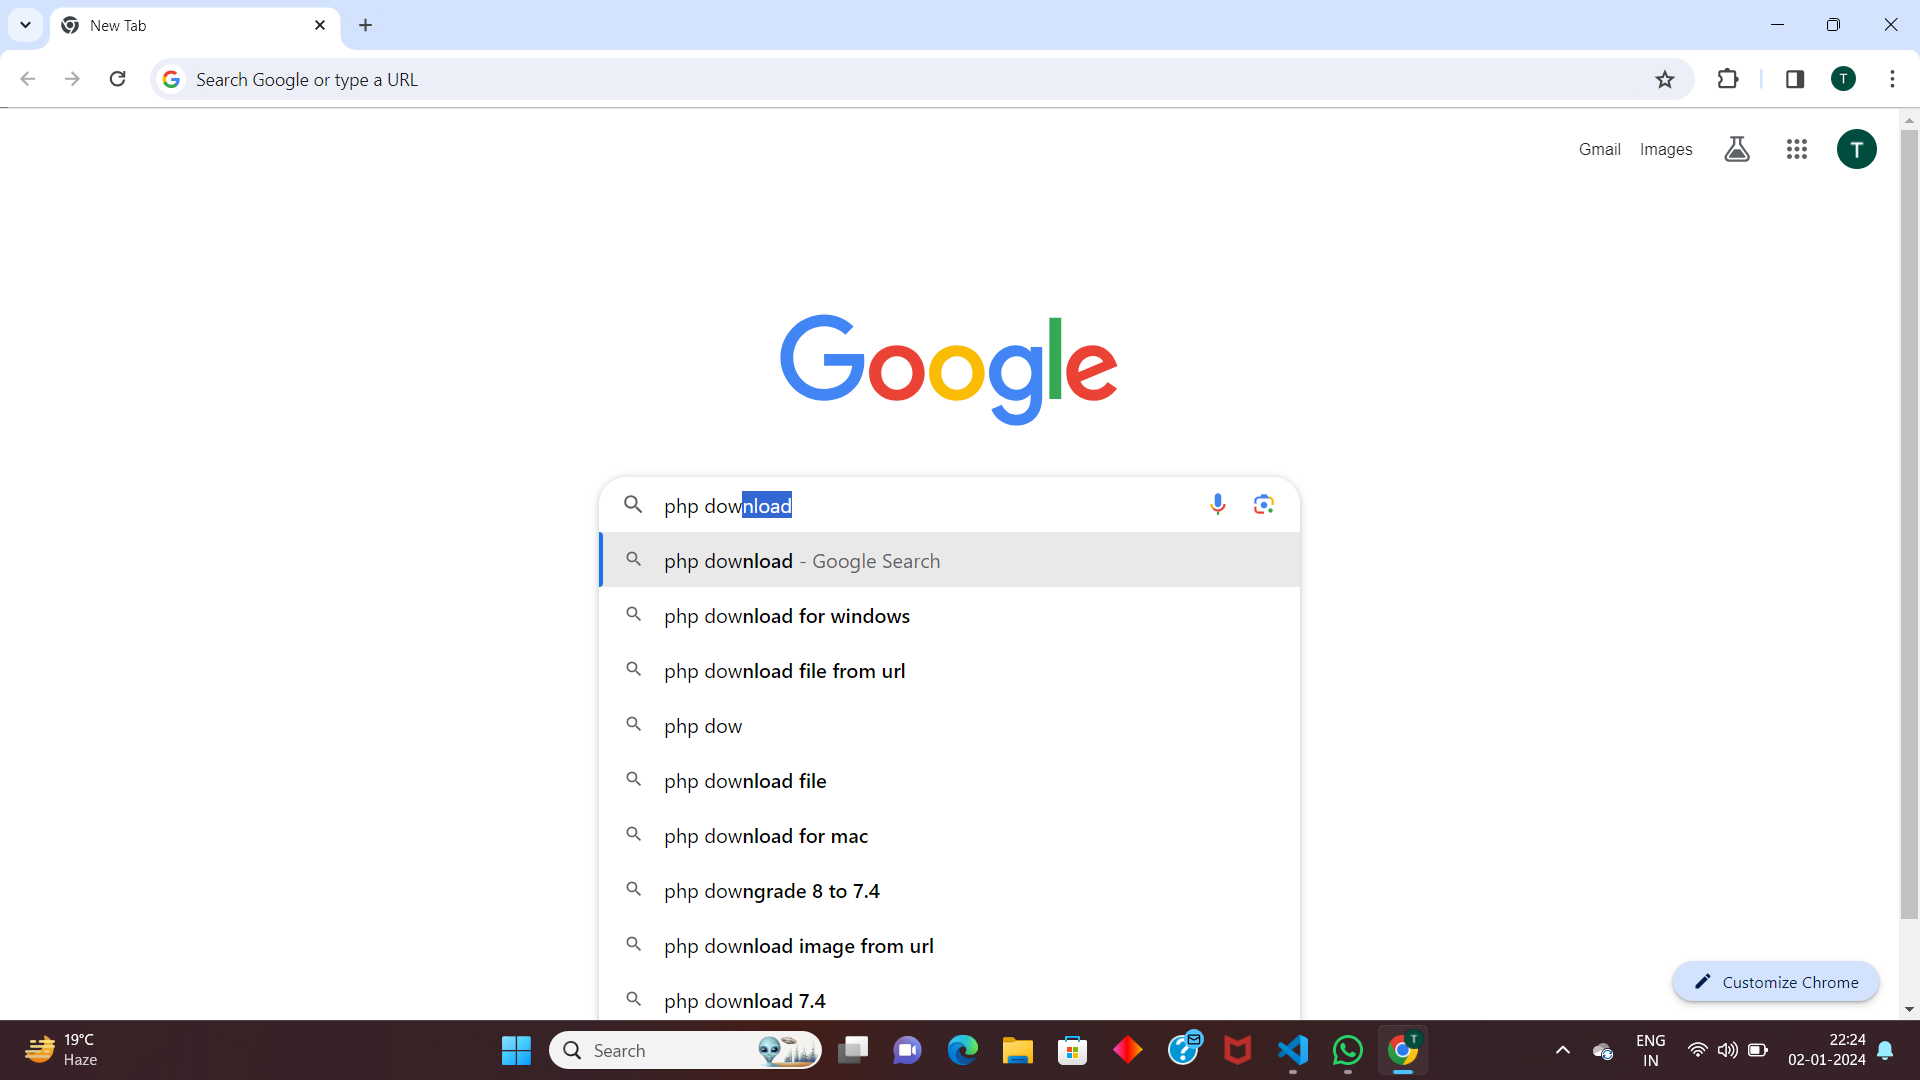 New Tab
Search Google or type a URL
T
Gmail Images
T
Google
php download
php download - Google Search
php download for windows
php download file from url
php dow
php download file
php download for mac
php downgrade 8 to 7.4
php download image from url
php download 7.4
Customize Chrome
19°C
Haze
Search
T
ENG
IN
22:24
02-01-2024